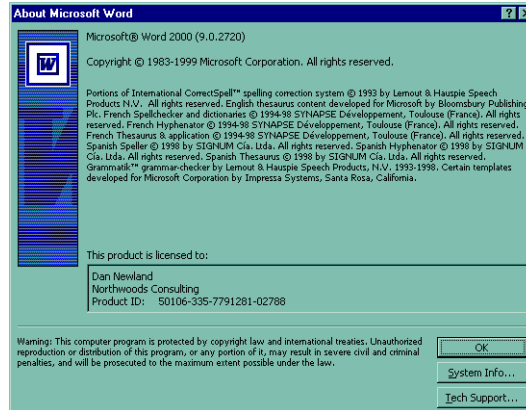 About Microsoft Word
Microsoft® Word 2000 (9.0.2720)
Copyright © 1983-1999 Microsoft Corporation. All rights reserved.
Portions of International CorrectSpell™ spelling correction system © 1993 by Lernout & Hauspie Speech
Products N.V. All rights reserved. English thesaurus content developed for Microsoft by Bloomsbury Publishing
Plc. French Spellchecker and dictionaries © 1994-98 SYNAPSE Développement, Toulouse (France). All rights
reserved. French Hyphenator © 1994-98 SYNAPSE Développement, Toulouse (France). All rights reserved.
French Thesaurus & application © 1994-98 SYNAPSE Développement, Toulouse (France). All rights reserved.
Spanish Speller © 1998 by SIGNUM Cía. Ltda. All rights reserved. Spanish Hyphenator © 1998 by SIGNUM
Cía. Ltda. All rights reserved. Spanish Thesaurus © 1998 by SIGNUM Cía. Ltda. All rights reserved.
Grammatik™ grammar-checker by Lernout & Hauspie Speech Products, N.V. 1993-1998. Certain templates
developed for Microsoft Corporation by Impressa Systems, Santa Rosa, California.
This product is licensed to:
Dan Newland
Northwoods Consulting
Product ID: 50106-335-7791281-02788
Warning: This computer program is protected by copyright law and international treaties. Unauthorized
reproduction or distribution of this program, or any portion of it, may result in severe civil and criminal
penalties, and will be prosecuted to the maximum extent possible under the law.
OK
System Info...
Tech Support...